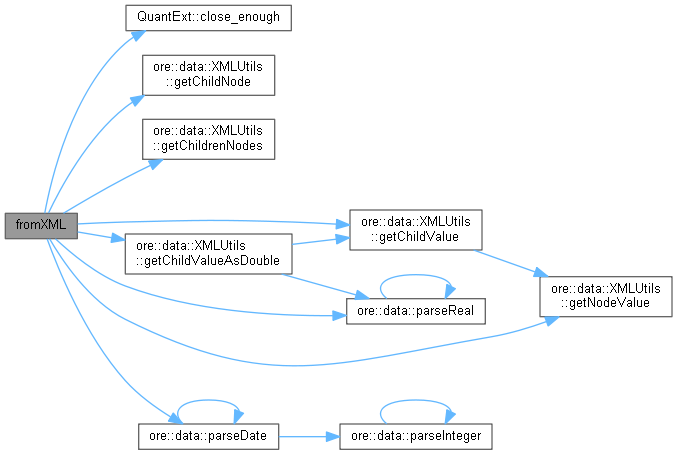 QuantExt::close_enough
ore::data::XMLUtils
::getChildNode
ore::data::XMLUtils
::getChildrenNodes
fromXML
ore::data::XMLUtils
::getChildValue
ore::data::XMLUtils
::getChildValueAsDouble
ore::data::XMLUtils
::getNodeValue
ore::data::parseReal
ore::data::parseDate
ore::data::parseInteger